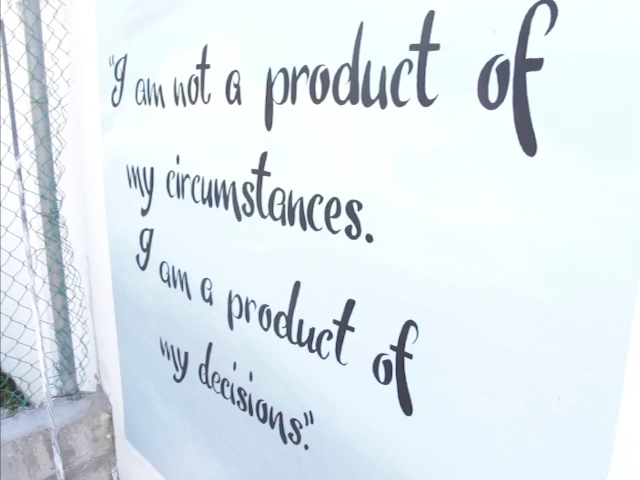 "I am not a product of
my circumstances.
I am a product of
my decisions."